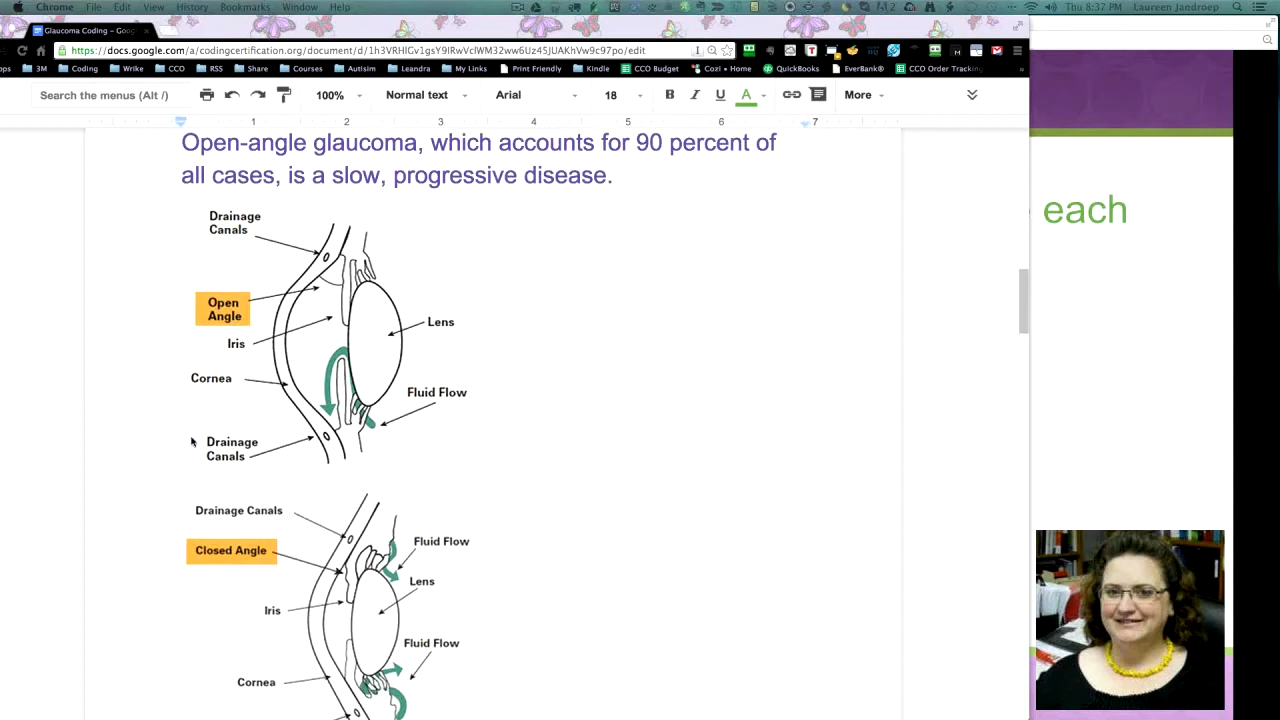 Chrome File Edit View History Bookmarks Window Help
100% Thu 8:37 PM Laureen Jandroep
Glaucoma Coding - Goog
https://docs.google.com/a/codingcertification.org/document/d/1h3VRHlGv1gsY9IRwVclWM32ww6Uz45JUAKhVw9c97po/edit
pps 3M Coding Wrike CCO RSS Share Courses Autisim Leandra My Links Print Friendly Kindle CCO Budget Cozi • Home QuickBooks EverBank® CCO Order Tracking
Search the menus (Alt /) 100% Normal text Arial 18 B I U A More
1 2 3 4 5 6 7
Open-angle glaucoma, which accounts for 90 percent of
all cases, is a slow, progressive disease.
each
Drainage
Canals
Open
Angle
Lens
Iris
Cornea
Fluid Flow
Drainage
Canals
Drainage Canals
Fluid Flow
Closed Angle
Lens
Iris
Fluid Flow
Cornea